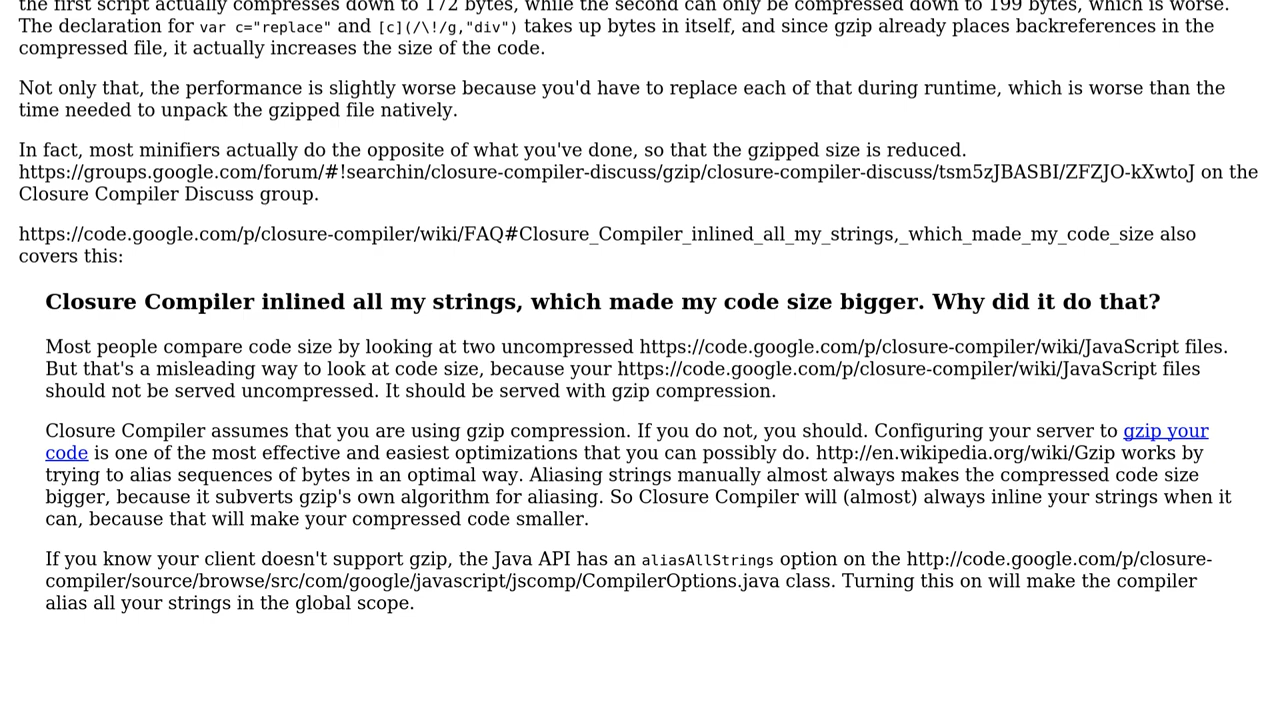 the first script actually compresses down to 172 bytes, while the second can only be compressed down to 199 bytes, which is worse.
The declaration for var c="replace" and [c](/\!/g,"div") takes up bytes in itself, and since gzip already places backreferences in the
compressed file, it actually increases the size of the code.
Not only that, the performance is slightly worse because you'd have to replace each of that during runtime, which is worse than the
time needed to unpack the gzipped file natively.
In fact, most minifiers actually do the opposite of what you've done, so that the gzipped size is reduced.
https://groups.google.com/forum/#!searchin/closure-compiler-discuss/gzip/closure-compiler-discuss/tsm5zJBASBI/ZFZJO-kXwtoJ on the
Closure Compiler Discuss group.
https://code.google.com/p/closure-compiler/wiki/FAQ#Closure_Compiler_inlined_all_my_strings,_which_made_my_code_size also
covers this:
Closure Compiler inlined all my strings, which made my code size bigger. Why did it do that?
Most people compare code size by looking at two uncompressed https://code.google.com/p/closure-compiler/wiki/JavaScript files.
But that's a misleading way to look at code size, because your https://code.google.com/p/closure-compiler/wiki/JavaScript files
should not be served uncompressed. It should be served with gzip compression.
Closure Compiler assumes that you are using gzip compression. If you do not, you should. Configuring your server to gzip your
code is one of the most effective and easiest optimizations that you can possibly do. http://en.wikipedia.org/wiki/Gzip works by
trying to alias sequences of bytes in an optimal way. Aliasing strings manually almost always makes the compressed code size
bigger, because it subverts gzip's own algorithm for aliasing. So Closure Compiler will (almost) always inline your strings when it
can, because that will make your compressed code smaller.
If you know your client doesn't support gzip, the Java API has an aliasAllStrings option on the http://code.google.com/p/closure-
compiler/source/browse/src/com/google/javascript/jscomp/CompilerOptions.java class. Turning this on will make the compiler
alias all your strings in the global scope.